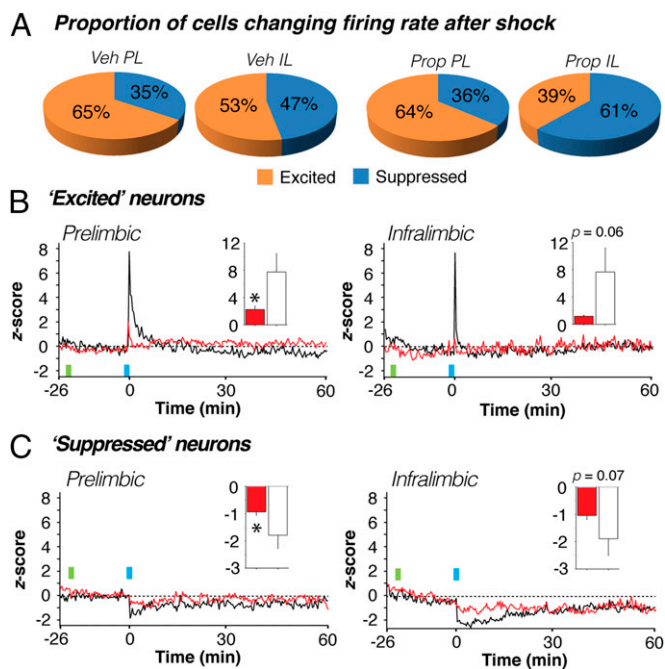 A Proportion of cells changing firing rate after shock
Veh PL Veh IL Prop PL Prop IL
65% 35% 53% 47% 64% 36% 39% 61%
Excited Suppressed
B 'Excited' neurons
Prelimbic
8
6
4
2
0
-2
z-score
-26 0 30 60
Time (min)
12
8
4
0
*
Infralimbic
8
6
4
2
0
-2
z-score
-26 0 30 60
Time (min)
p = 0.06
12
8
4
0
C 'Suppressed' neurons
Prelimbic
8
6
4
2
0
-2
z-score
-26 0 30 60
Time (min)
0
-1
-2
-3
*
Infralimbic
8
6
4
2
0
-2
z-score
-26 0 30 60
Time (min)
p = 0.07
0
-1
-2
-3